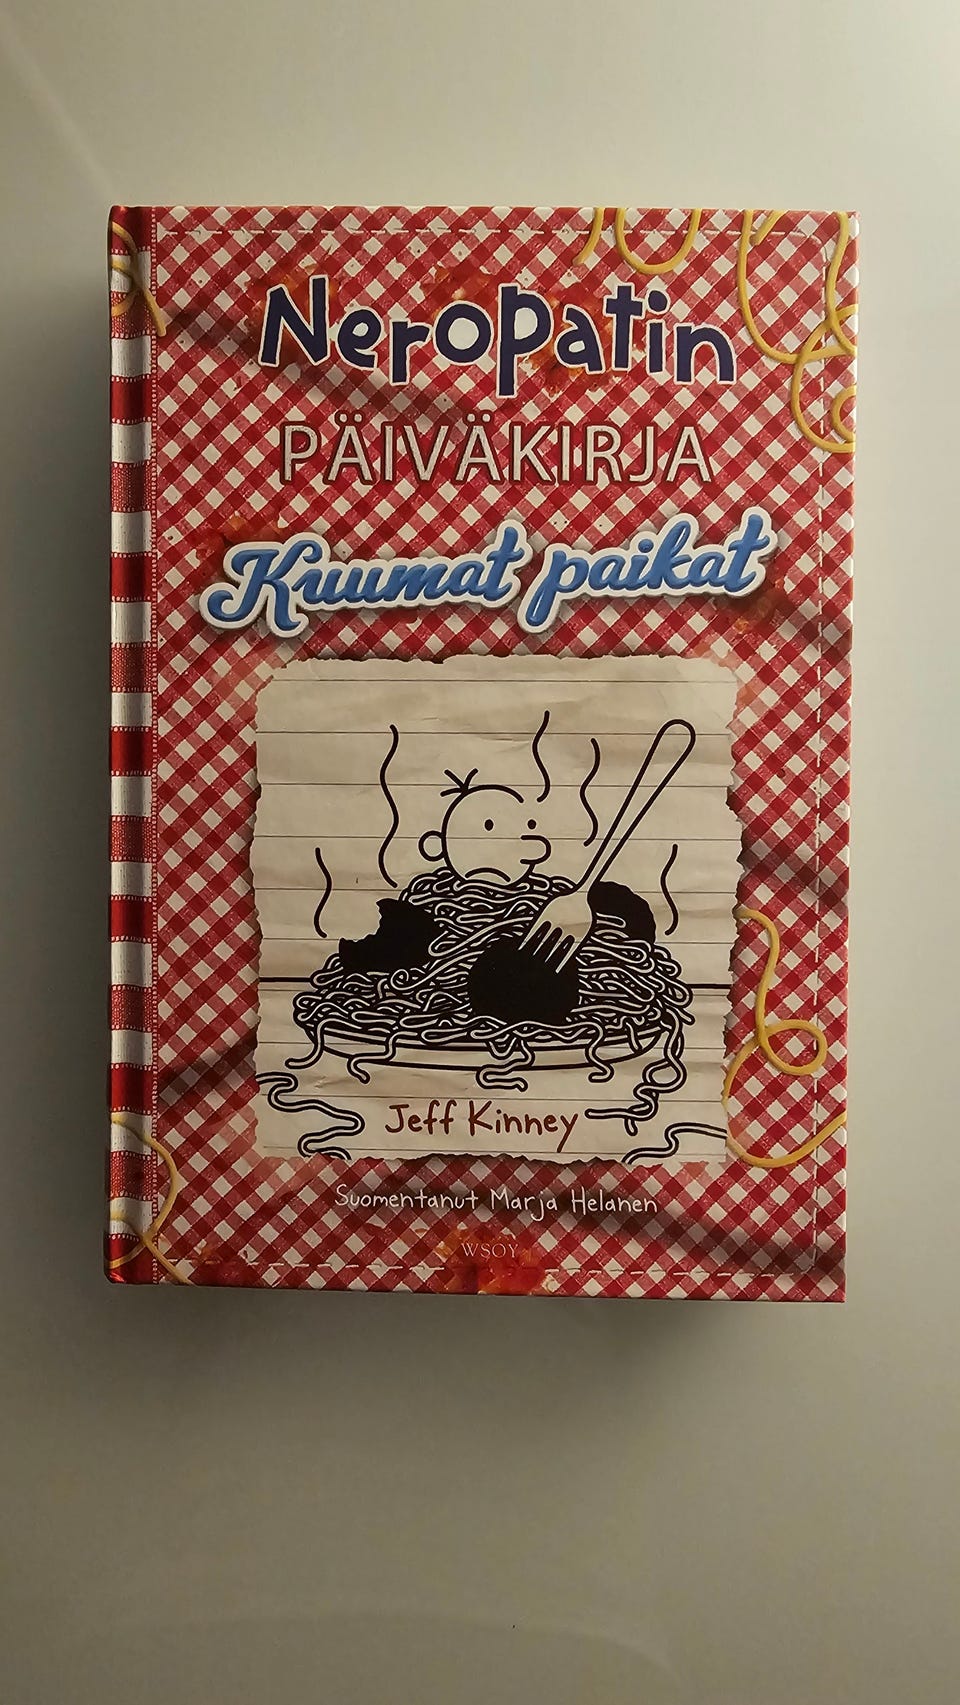 Neropatin
PÄIVÄKIRJA
Kuumat paikat
Jeff Kinney
Suomentanut Marja Helanen
WSOY